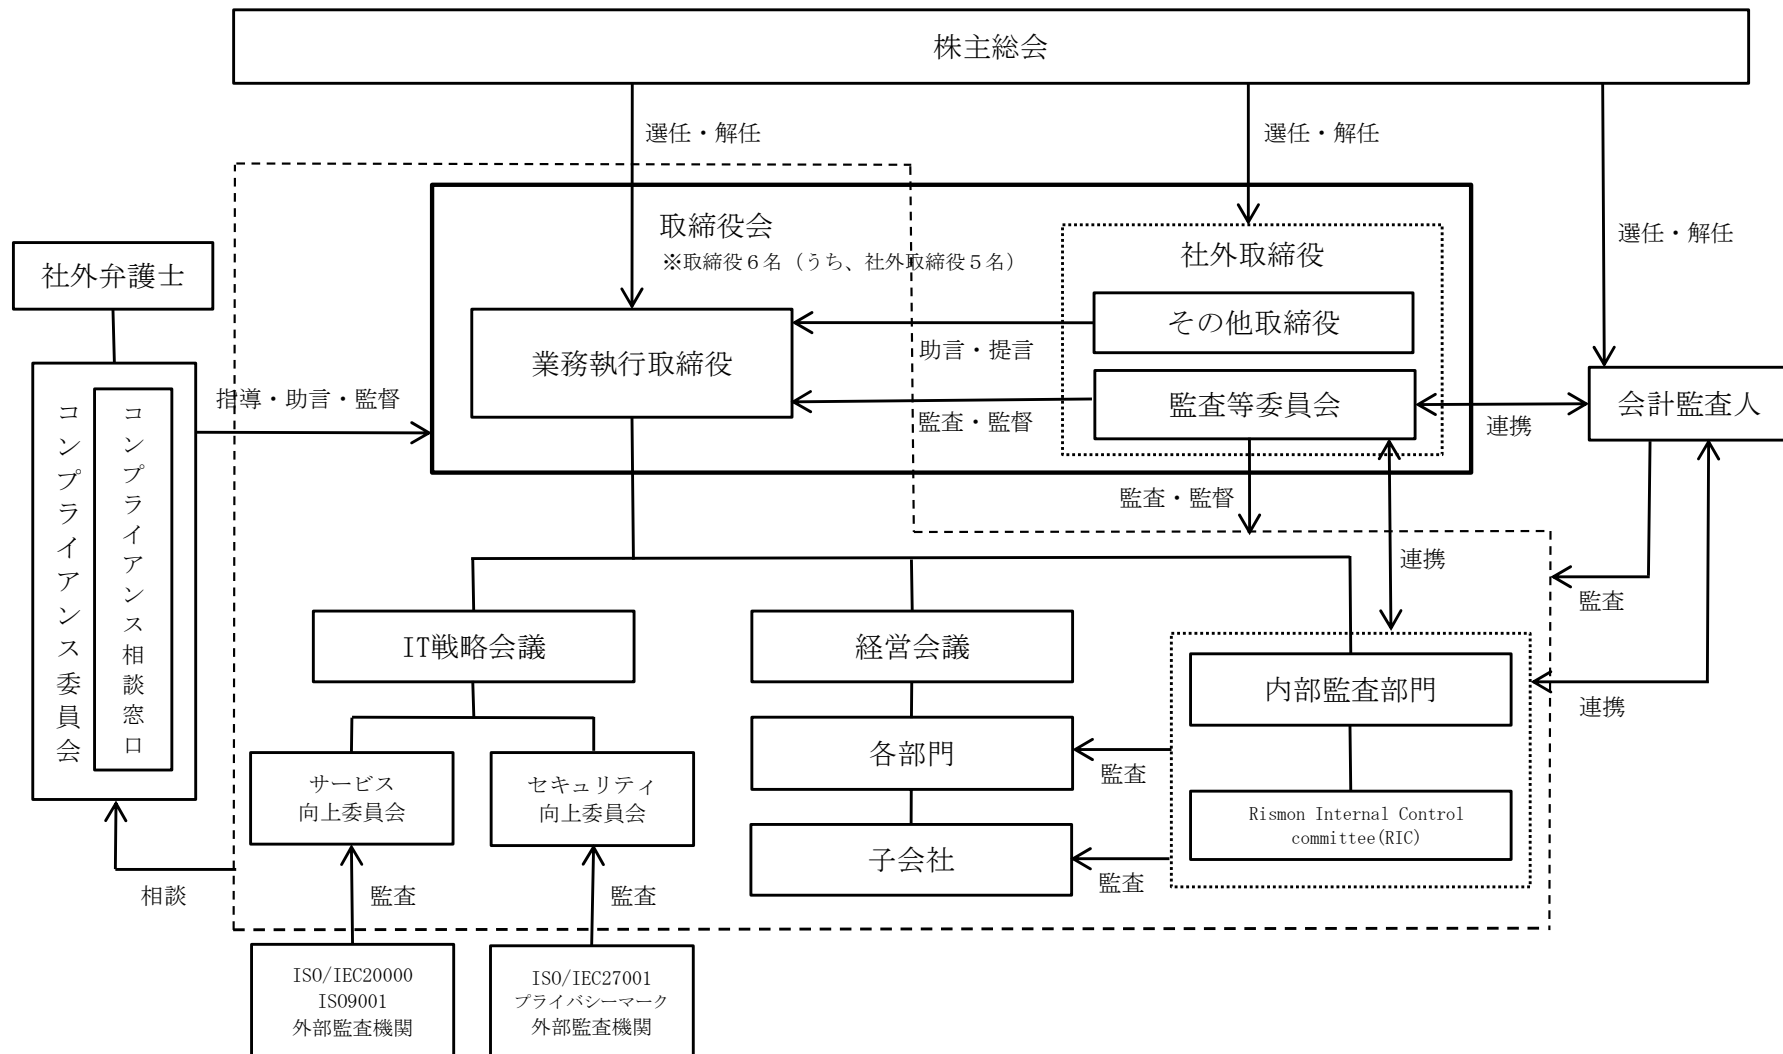 株主総会
選任・解任
選任・解任
選任・解任
取締役会
※取締役６名（うち、社外取締役５名）
社外取締役
社外弁護士
その他取締役
業務執行取締役
助言・提言
監査等委員会
監査・監督
連携
会計監査人
指導・助言・監督
コンプライアンス委員会
コンプライアンス相談窓口
監査・監督
連携
監査
IT戦略会議
経営会議
内部監査部門
連携
各部門
監査
サービス
向上委員会
セキュリティ
向上委員会
Rismon Internal Control
committee(RIC)
子会社
監査
相談
監査
監査
ISO/IEC20000
ISO9001
外部監査機関
ISO/IEC27001
プライバシーマーク
外部監査機関